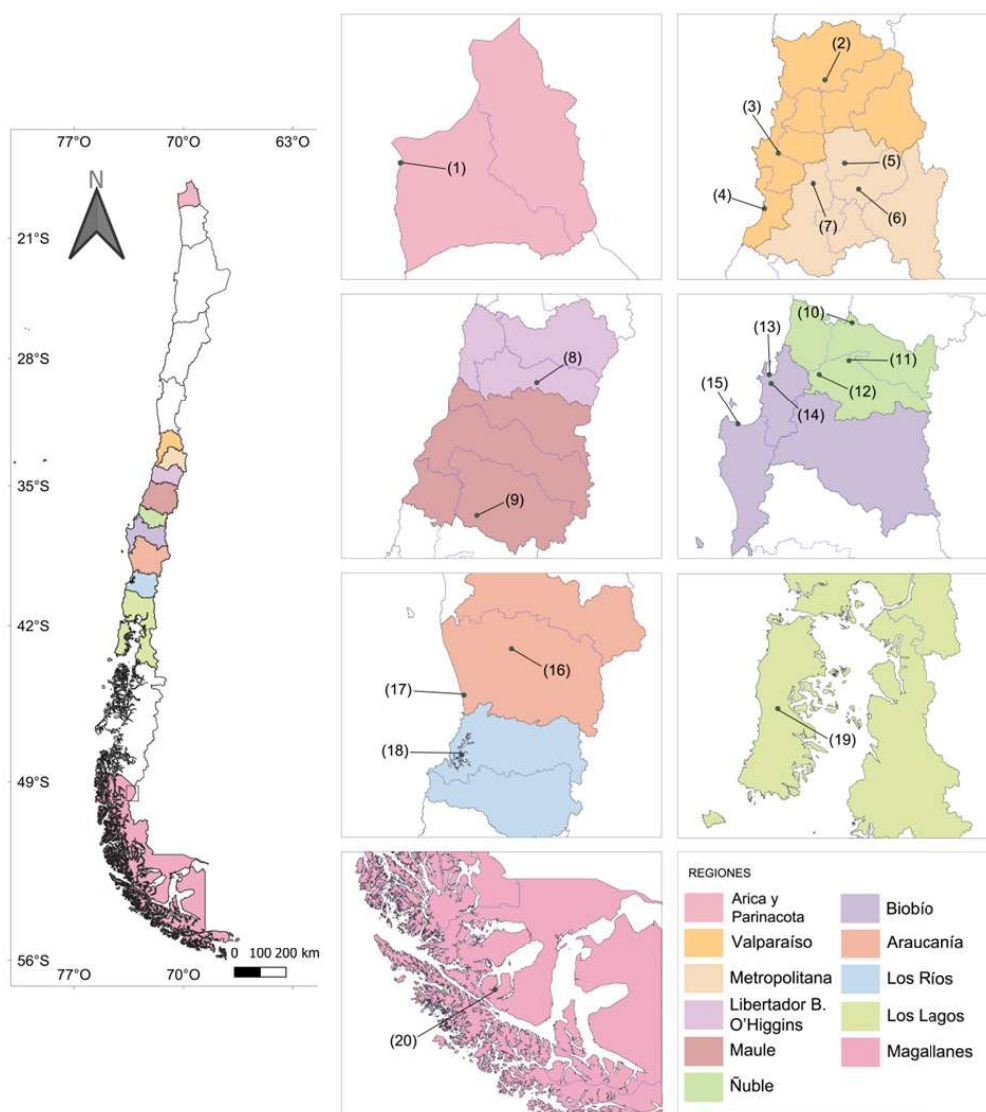 77°O 70°O 63°O
N
21°S
28°S
35°S
42°S
49°S
56°S
77°O 70°O
0 100 200 km
(1)
(2)
(3)
(4)
(5)
(6)
(7)
(8)
(9)
(10)
(11)
(12)
(13)
(14)
(15)
(16)
(17)
(18)
(19)
(20)
REGIONES
Arica y
Parinacota
Valparaíso
Metropolitana
Libertador B.
O'Higgins
Maule
Ñuble
Biobío
Araucanía
Los Ríos
Los Lagos
Magallanes